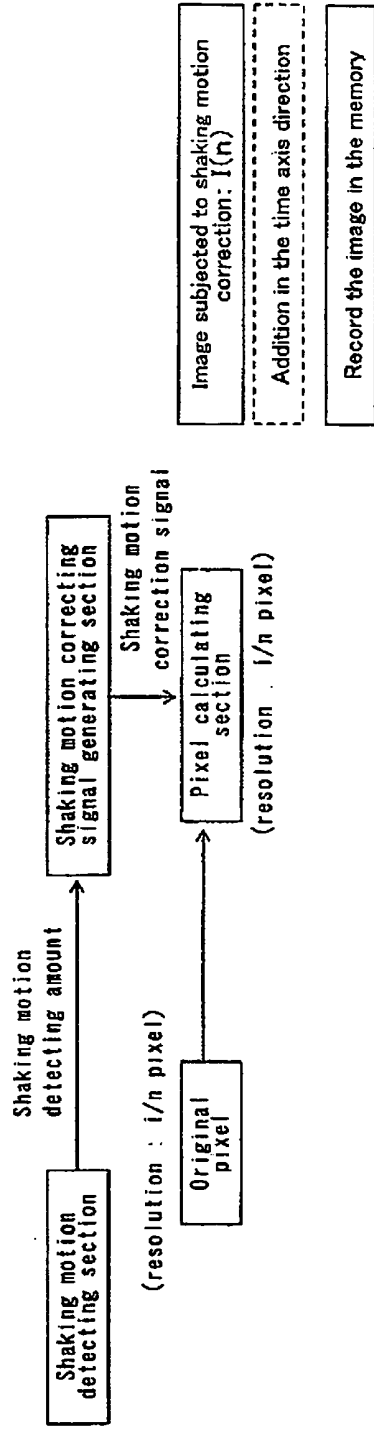 Shaking motion
detecting section
Shaking motion
detecting amount
(resolution : i/n pixel)
Shaking motion correcting
signal generating section
Shaking motion
correction signal
Original
pixel
Pixel calculating
section
(resolution . i/n pixel)
Image subjected to shaking motion
correction: I(n)
Addition in the time axis direction
Record the image in the memory